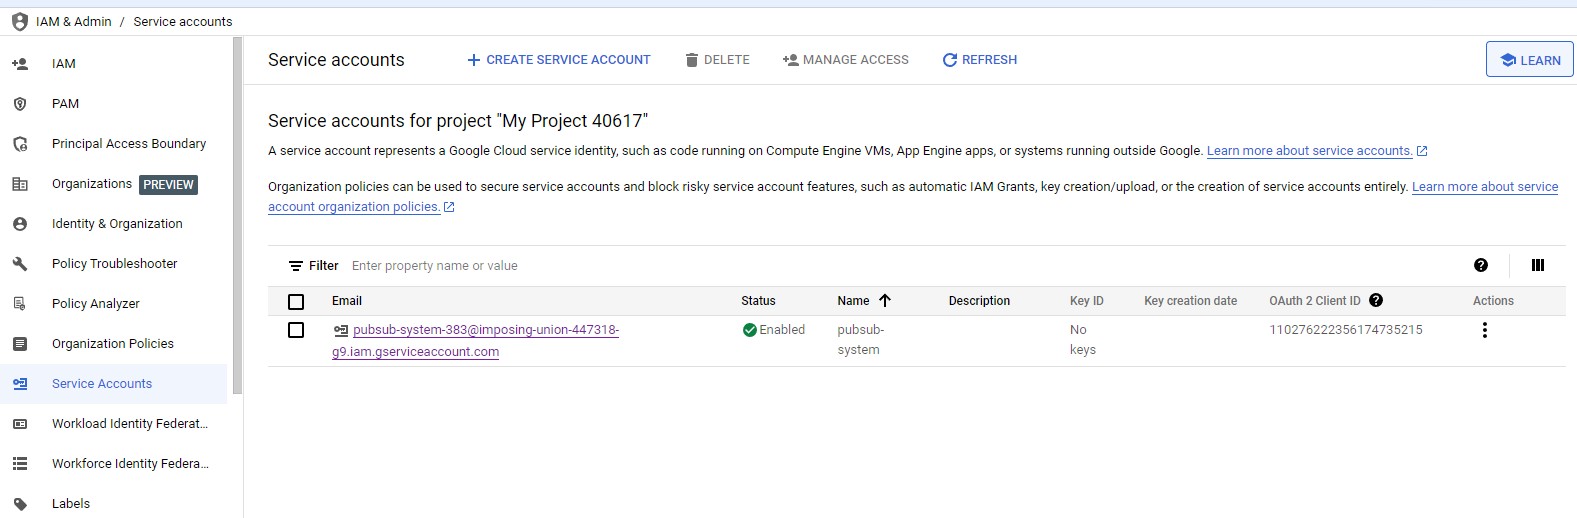 IAM & Admin / Service accounts
IAM
PAM
Principal Access Boundary
Organizations PREVIEW
Identity & Organization
Policy Troubleshooter
Policy Analyzer
Organization Policies
Service Accounts
Workload Identity Federat...
Workforce Identity Federa...
Labels
Service accounts
CREATE SERVICE ACCOUNT
DELETE
MANAGE ACCESS
REFRESH
LEARN
Service accounts for project "My Project 40617"
A service account represents a Google Cloud service identity, such as code running on Compute Engine VMs, App Engine apps, or systems running outside Google. Learn more about service accounts.
Organization policies can be used to secure service accounts and block risky service account features, such as automatic IAM Grants, key creation/upload, or the creation of service accounts entirely. Learn more about service
account organization policies.
Filter Enter property name or value
Email Status Name Description Key ID Key creation date OAuth 2 Client ID Actions
pubsub-system-383@imposing-union-447318- Enabled pubsub- No 110276222356174735215
g9.iam.gserviceaccount.com system keys